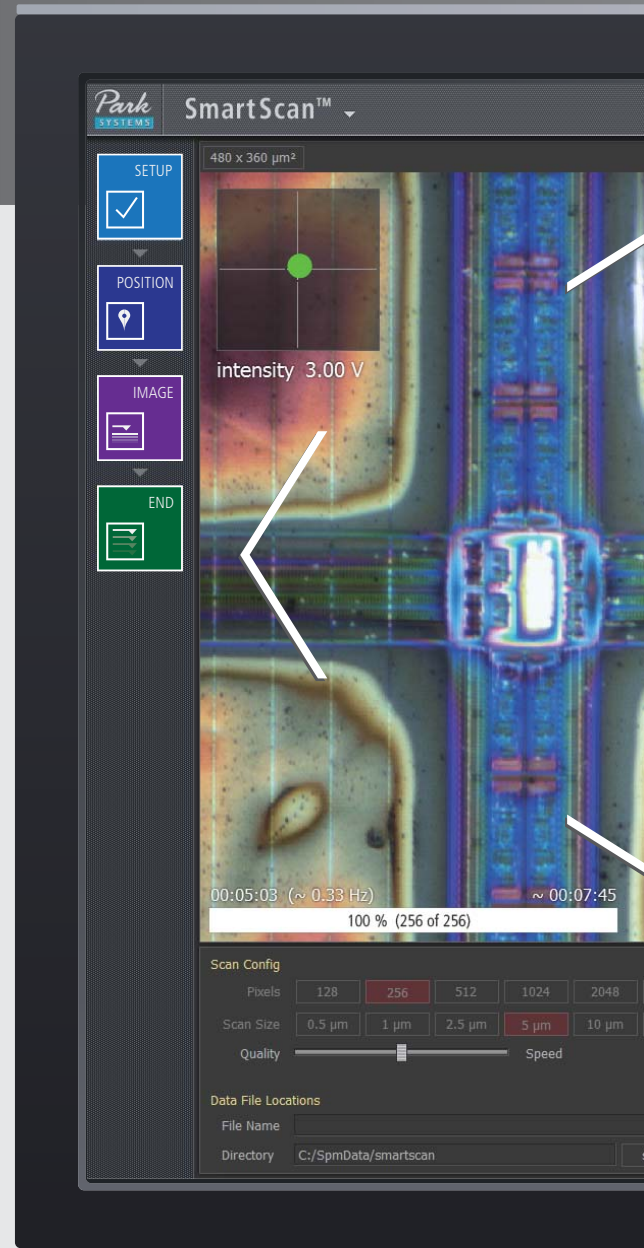 Park
SYSTEMS
SmartScan™
480 x 360 µm²
SETUP
POSITION
IMAGE
END
intensity 3.00 V
00:05:03 (~ 0.33 Hz) ~ 00:07:45
100 % (256 of 256)
Scan Config
Pixels 128 256 512 1024 2048
Scan Size 0.5 µm 1 µm 2.5 µm 5 µm 10 µm
Quality Speed
Data File Locations
File Name
Directory C:/SpmData/smartscan